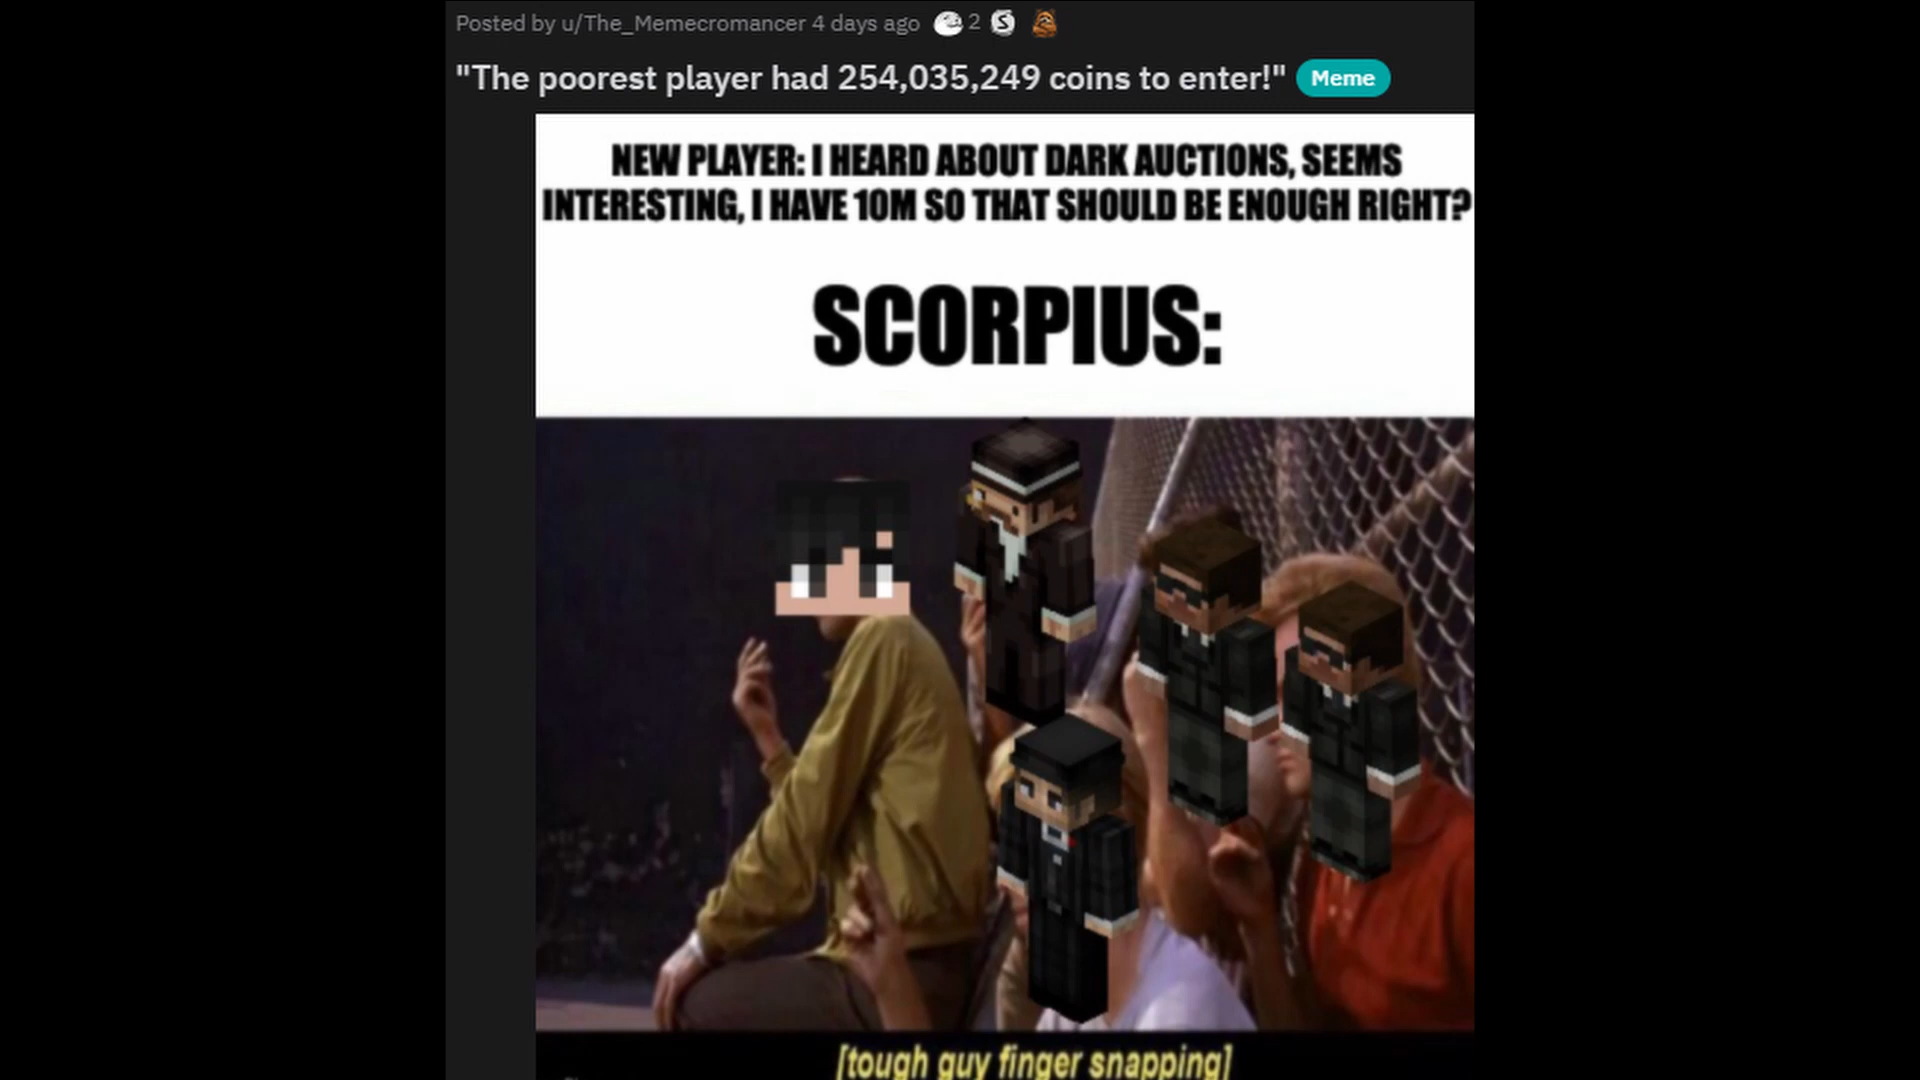 Posted by u/The_Memecromancer 4 days ago 2
"The poorest player had 254,035,249 coins to enter!" Meme
NEW PLAYER: I HEARD ABOUT DARK AUCTIONS, SEEMS
INTERESTING, I HAVE 10M SO THAT SHOULD BE ENOUGH RIGHT?
SCORPIUS:
[tough guy finger snapping]